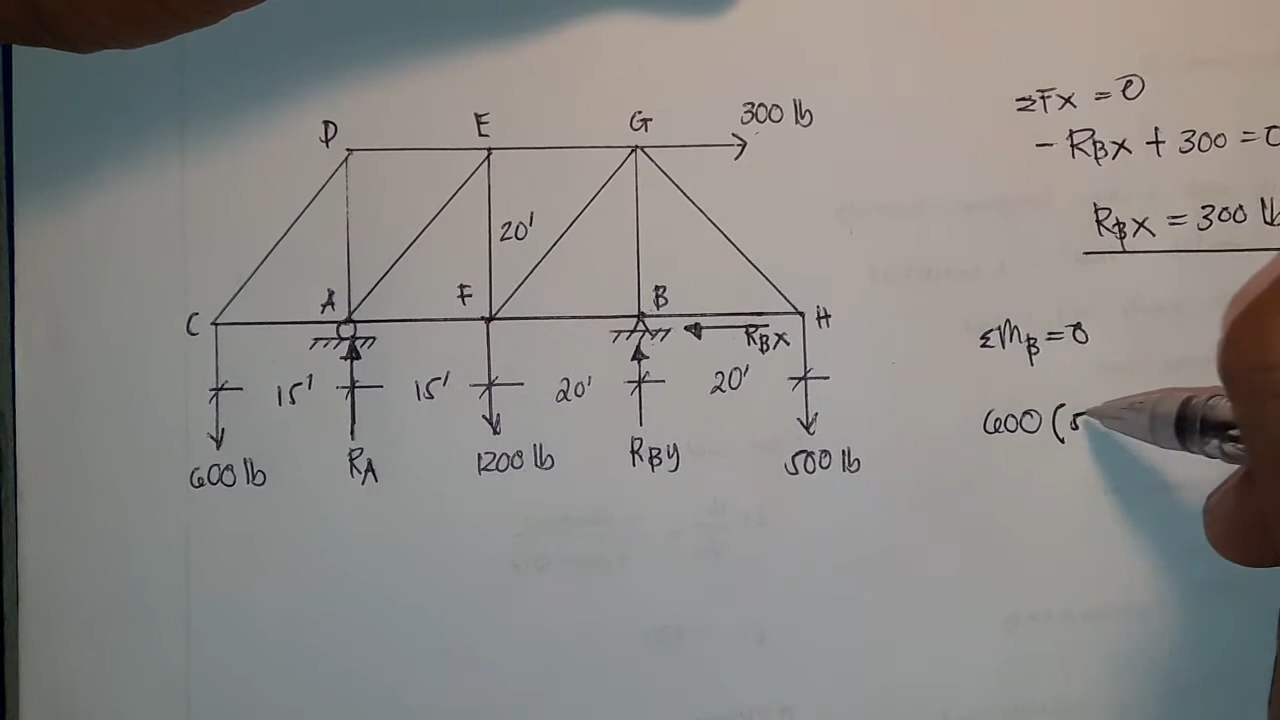 300 lb
D E G
20'
A F B
C H
RBX
15' 15' 20' 20'
600 lb RA 1200 lb RBY 500 lb
ΣFX = 0
- RBX + 300 = 0
RBX = 300 lb
ΣMB = 0
600 (5